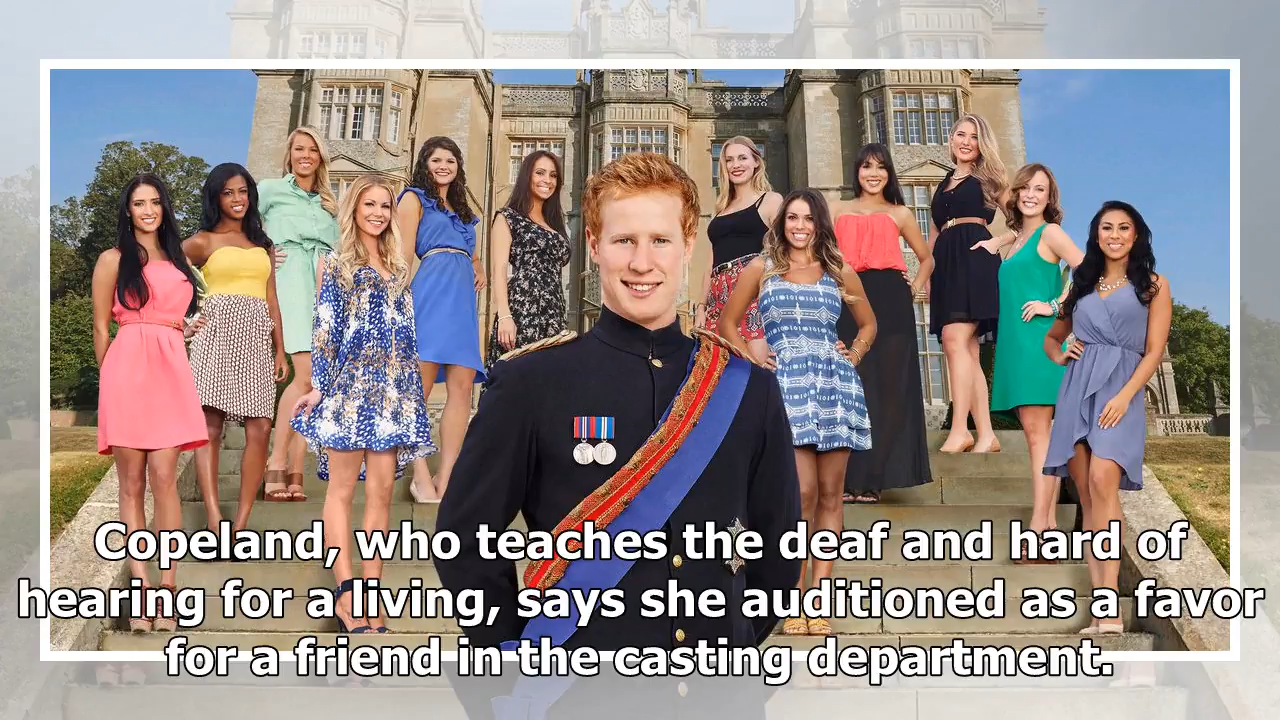 Copeland, who teaches the deaf and hard of
hearing for a living, says she auditioned as a favor
for a friend in the casting department.